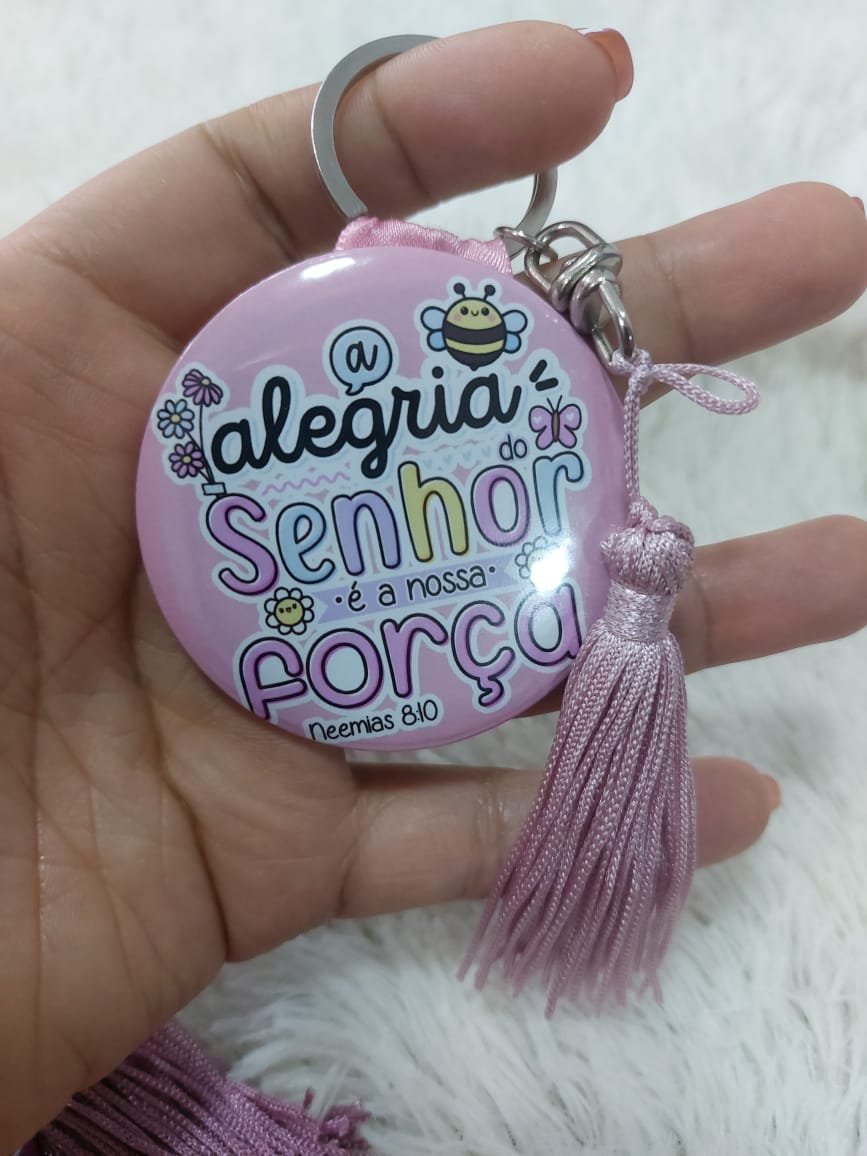 a
alegria
do
senhor
é a nossa
força
Neemias 8:10